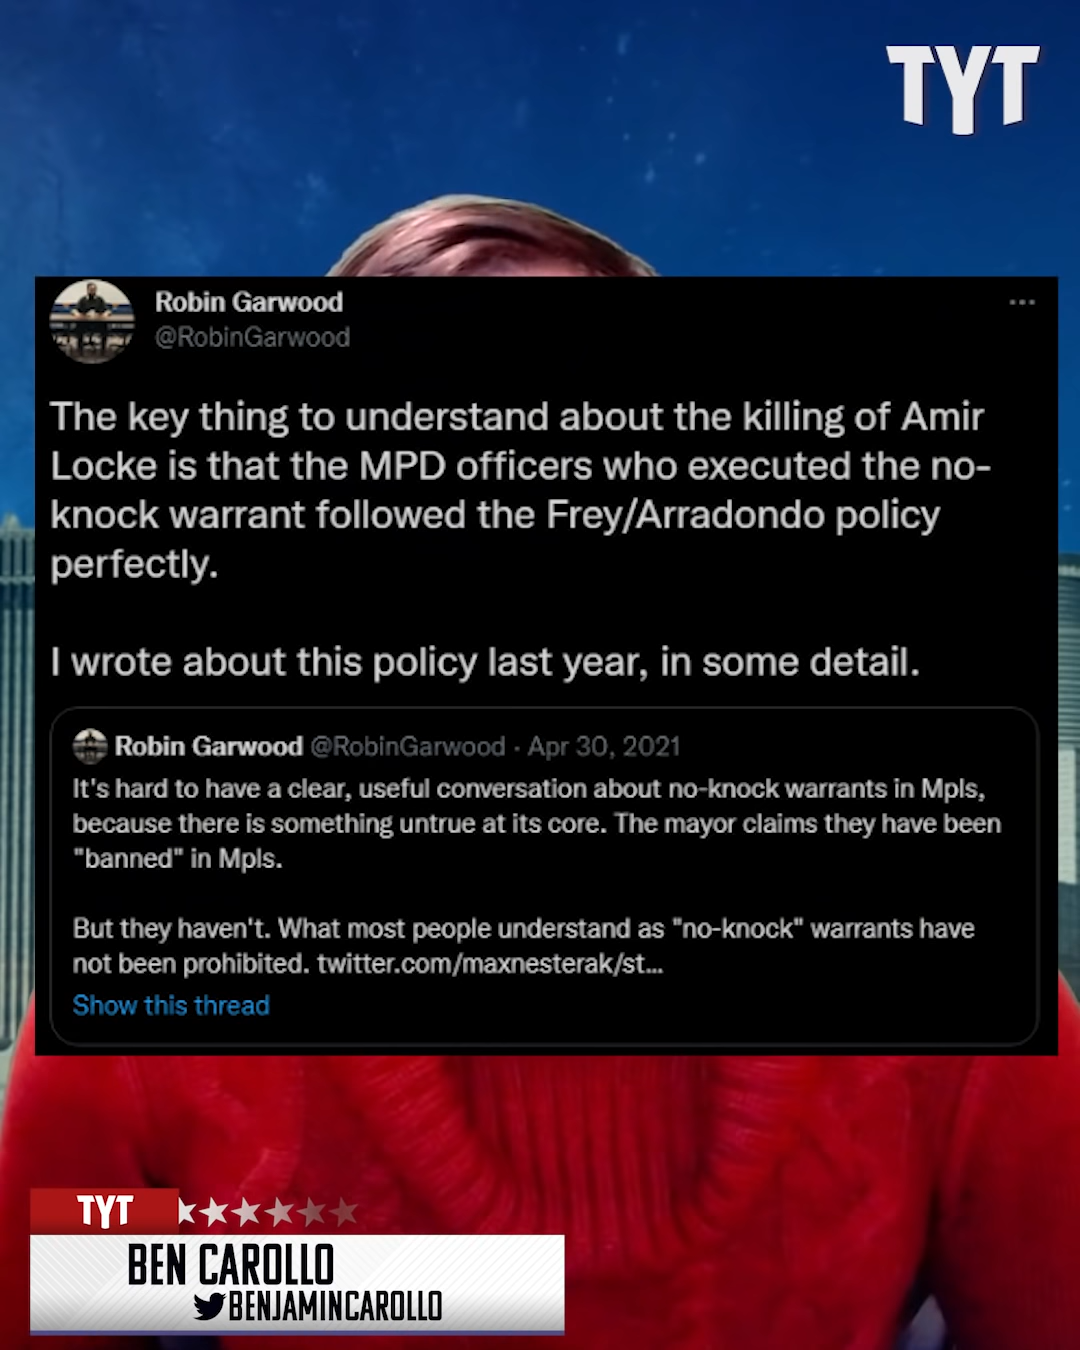 TYT
Robin Garwood
@RobinGarwood
The key thing to understand about the killing of Amir
Locke is that the MPD officers who executed the no-
knock warrant followed the Frey/Arradondo policy
perfectly.
I wrote about this policy last year, in some detail.
Robin Garwood @RobinGarwood · Apr 30, 2021
It's hard to have a clear, useful conversation about no-knock warrants in Mpls,
because there is something untrue at its core. The mayor claims they have been
"banned" in Mpls.
But they haven't. What most people understand as "no-knock" warrants have
not been prohibited. twitter.com/maxnesterak/st...
Show this thread
TYT
BEN CAROLLO
BENJAMINCAROLLO